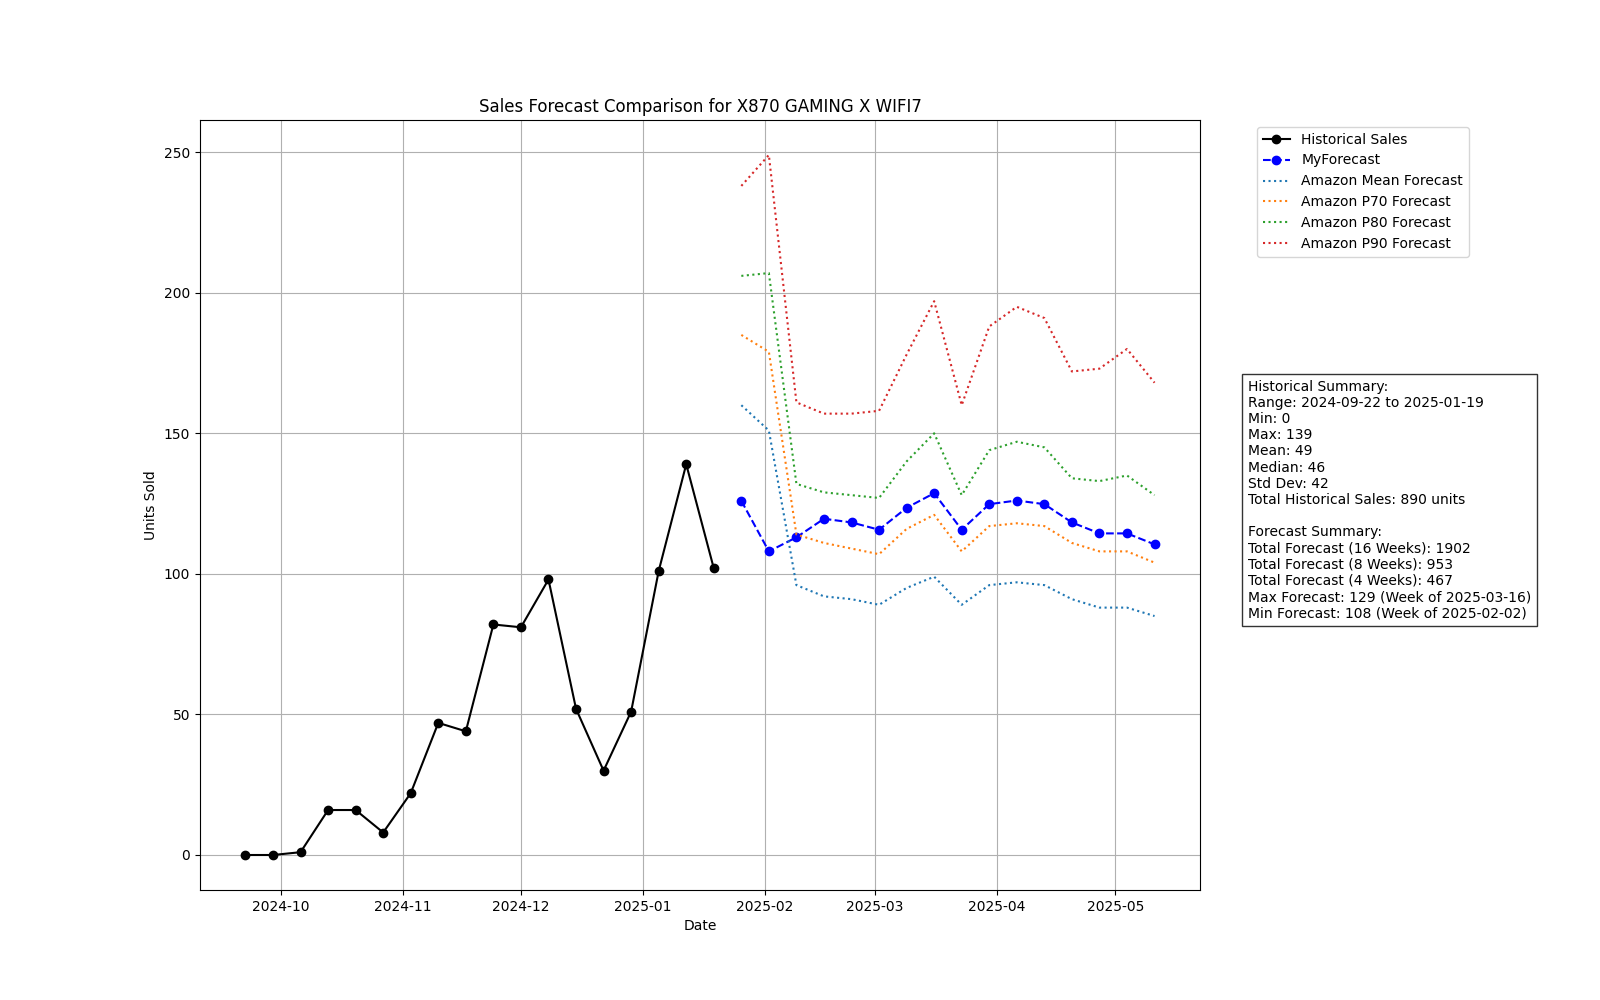 Sales Forecast Comparison for X870 GAMING X WIFI7
250
200
150
100
50
0
Units Sold
2024-10
2024-11
2024-12
2025-01
2025-02
2025-03
2025-04
2025-05
Date
Historical Sales
MyForecast
Amazon Mean Forecast
Amazon P70 Forecast
Amazon P80 Forecast
Amazon P90 Forecast
Historical Summary:
Range: 2024-09-22 to 2025-01-19
Min: 0
Max: 139
Mean: 49
Median: 46
Std Dev: 42
Total Historical Sales: 890 units
Forecast Summary:
Total Forecast (16 Weeks): 1902
Total Forecast (8 Weeks): 953
Total Forecast (4 Weeks): 467
Max Forecast: 129 (Week of 2025-03-16)
Min Forecast: 108 (Week of 2025-02-02)